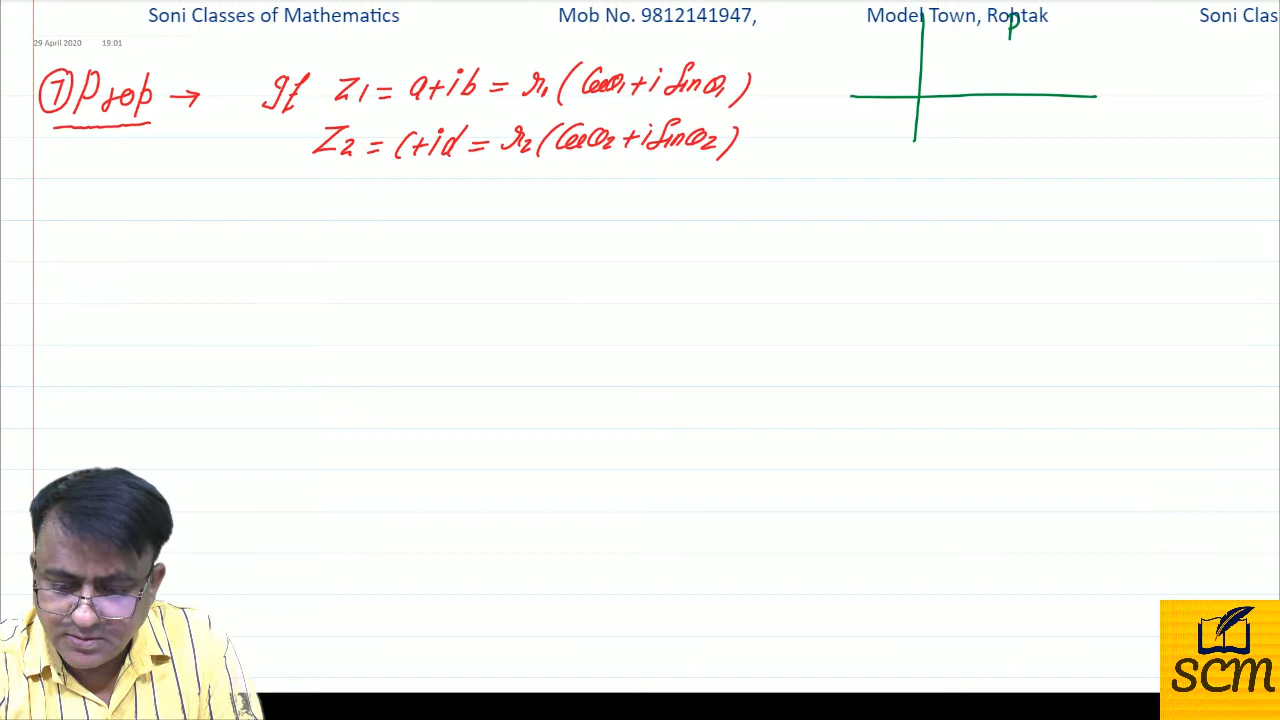 Soni Classes of Mathematics Mob No. 9812141947, Model Town, Rohtak Soni Clas
29 April 2020 19:01
P
⑦ Prop → If Z1 = a+ib = r1(Cosθ1+i Sinθ1)
Z2 = C+id = r2(Cosθ2+iSinθ2)
SCM